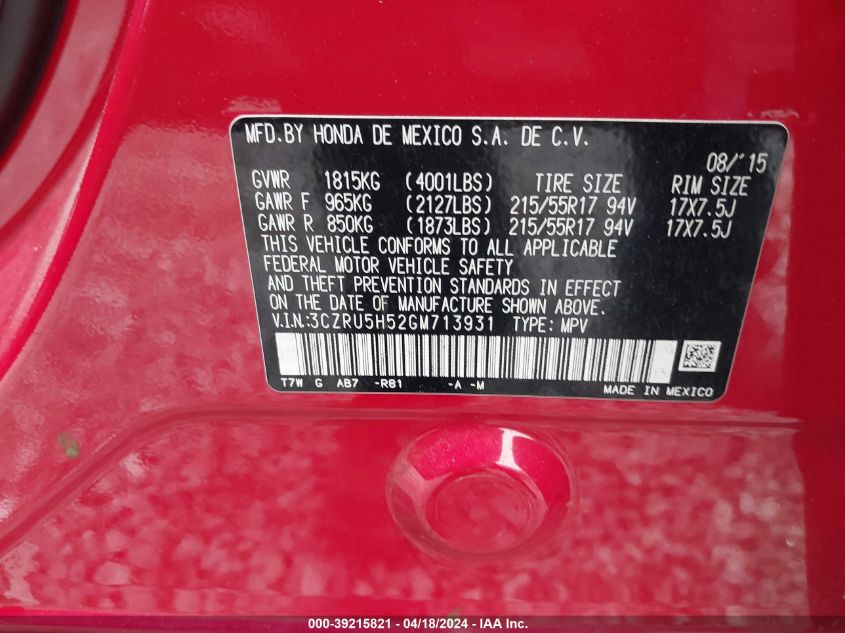 MFD.BY HONDA DE MEXICO S.A. DE C.V.
08/'15
GVWR 1815KG (4001LBS) TIRE SIZE RIM SIZE
GAWR F 965KG (2127LBS) 215/55R17 94V 17X7.5J
GAWR R 850KG (1873LBS) 215/55R17 94V 17X7.5J
THIS VEHICLE CONFORMS TO ALL APPLICABLE
FEDERAL MOTOR VEHICLE SAFETY
AND THEFT PREVENTION STANDARDS IN EFFECT
ON THE DATE OF MANUFACTURE SHOWN ABOVE.
V.I.N.:3CZRU5H52GM713931 TYPE: MPV
T7W G AB7 -RB1 -A -M
MADE IN MEXICO
000-39215821 - 04/18/2024 - IAA Inc.